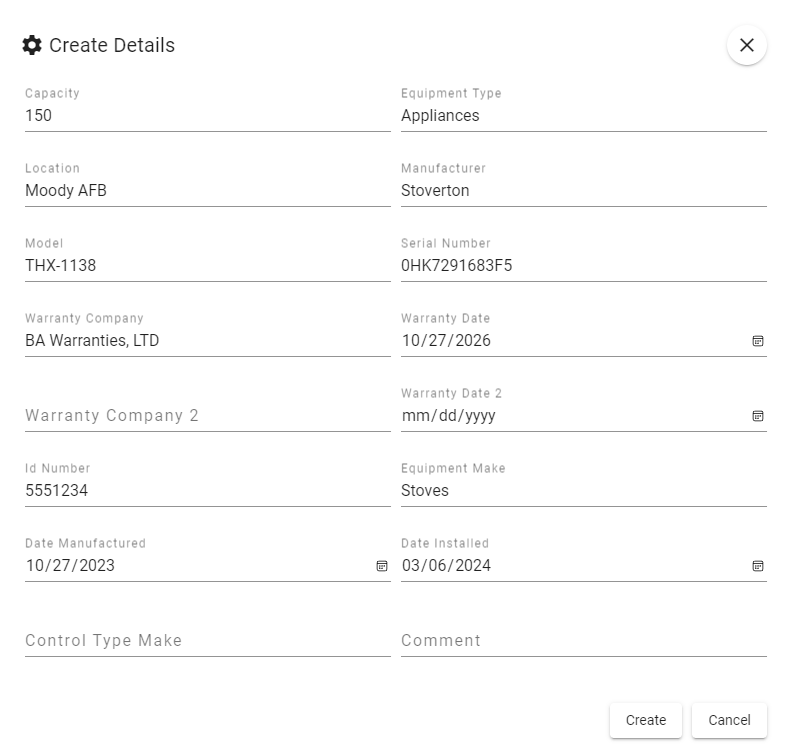 Create Details
Capacity
150
Equipment Type
Appliances
Location
Moody AFB
Manufacturer
Stoverton
Model
THX-1138
Serial Number
0HK7291683F5
Warranty Company
BA Warranties, LTD
Warranty Date
10/27/2026
Warranty Company 2
Warranty Date 2
mm/dd/yyyy
Id Number
5551234
Equipment Make
Stoves
Date Manufactured
10/27/2023
Date Installed
03/06/2024
Control Type Make
Comment
Create
Cancel